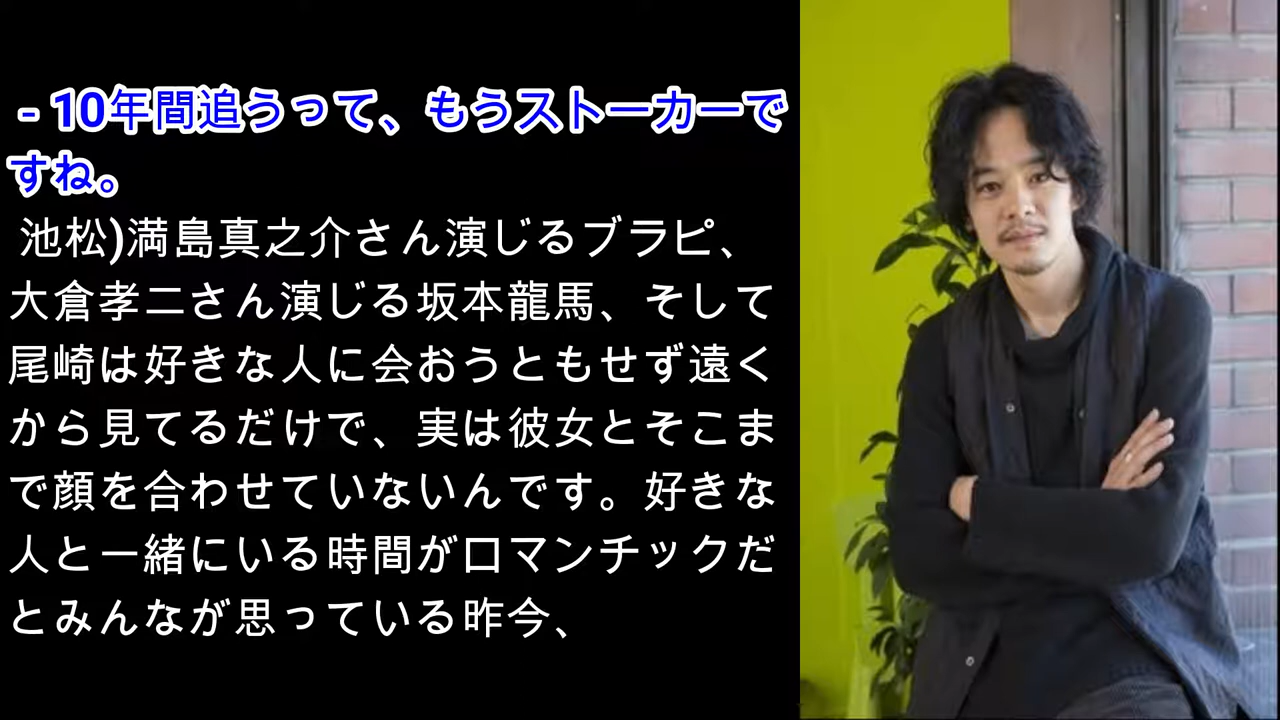 - 10年間追うって、もうストーカーで
すね。
池松)満島真之介さん演じるブラピ、
大倉孝二さん演じる坂本龍馬、そして
尾崎は好きな人に会おうともせず遠く
から見てるだけで、実は彼女とそこま
で顔を合わせていないんです。好きな
人と一緒にいる時間がロマンチックだ
とみんなが思っている昨今、